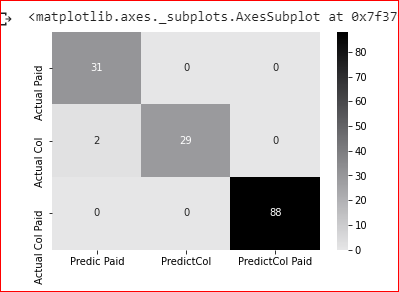 <matplotlib.axes._subplots.AxesSubplot at 0x7f37
Actual Paid
31
0
0
Actual Col
2
29
0
Actual Col Paid
0
0
88
Predic Paid
PredictCol
PredictCol Paid
80
70
60
50
40
30
20
10
0